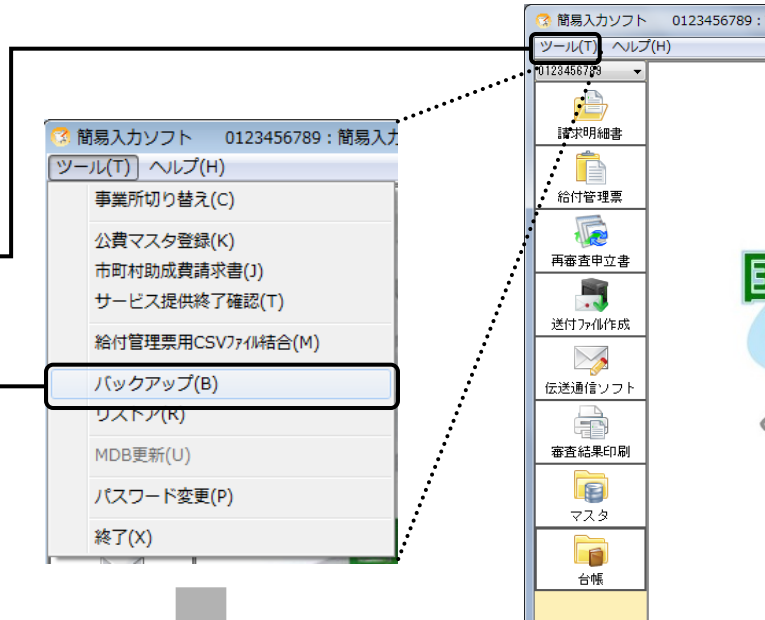 簡易入力ソフト 0123456789：
ツール(T) ヘルプ(H)
0123456789
請求明細書
給付管理票
再審査申立書
送付ファイル作成
伝送通信ソフト
審査結果印刷
マスタ
台帳
簡易入力ソフト 0123456789：簡易入力
ツール(T) ヘルプ(H)
事業所切り替え(C)
公費マスタ登録(K)
市町村助成費請求書(J)
サービス提供終了確認(T)
給付管理票用CSVファイル結合(M)
バックアップ(B)
リストア(R)
MDB更新(U)
パスワード変更(P)
終了(X)